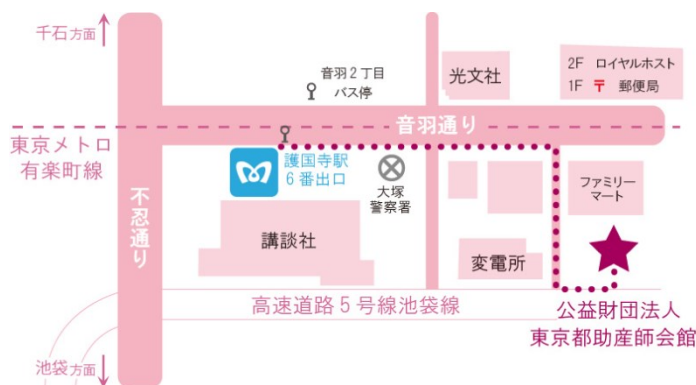 千石方面
音羽2丁目
バス停
光文社
2F ロイヤルホスト
1F 〒 郵便局
音羽通り
東京メトロ
有楽町線
護国寺駅
6番出口
大塚
警察署
ファミリー
マート
不忍通り
講談社
変電所
高速道路5号線池袋線
公益財団法人
東京都助産師会館
池袋方面